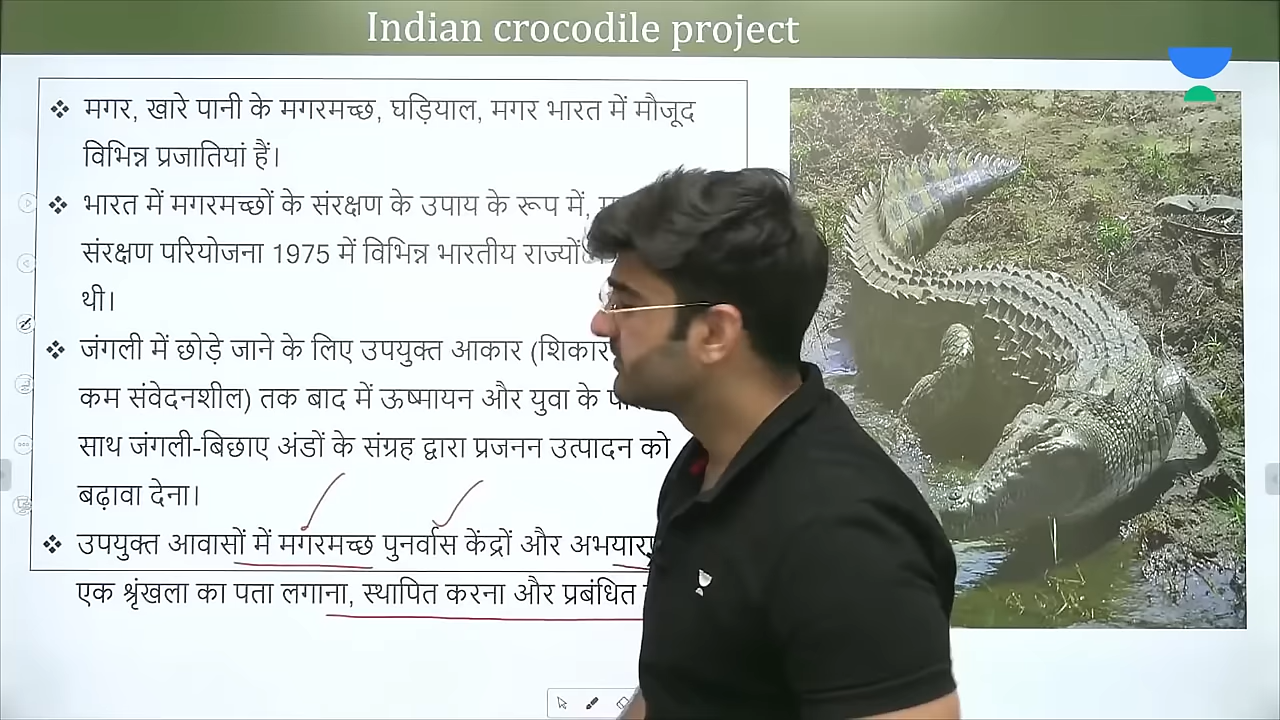 Indian crocodile project
❖ मगर, खारे पानी के मगरमच्छ, घड़ियाल, मगर भारत में मौजूद
विभिन्न प्रजातियां हैं।
❖ भारत में मगरमच्छों के संरक्षण के उपाय के रूप में,
संरक्षण परियोजना 1975 में विभिन्न भारतीय राज्यों
थी।
❖ जंगली में छोड़े जाने के लिए उपयुक्त आकार (शिकार
कम संवेदनशील) तक बाद में ऊष्मायन और युवा के
साथ जंगली-बिछाए अंडों के संग्रह द्वारा प्रजनन उत्पादन को
बढ़ावा देना।
❖ उपयुक्त आवासों में मगरमच्छ पुनर्वास केंद्रों और
एक श्रृंखला का पता लगाना, स्थापित करना और प्रबंधित